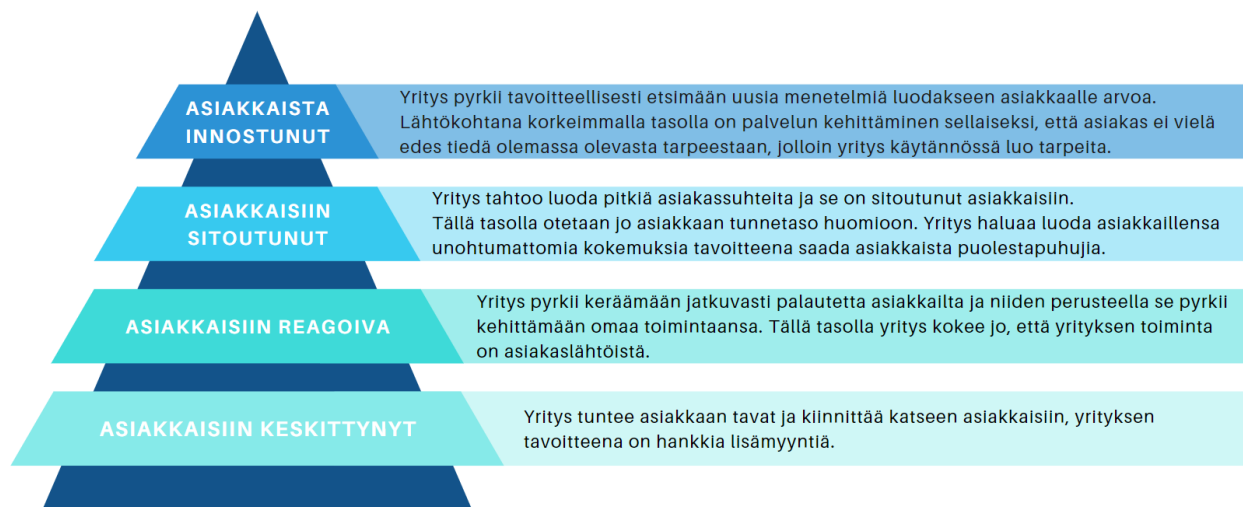 ASIAKKAISTA
INNOSTUNUT
Yritys pyrkii tavoitteellisesti etsimään uusia menetelmiä luodakseen asiakkaalle arvoa.
Lähtökohtana korkeimmalla tasolla on palvelun kehittäminen sellaiseksi, että asiakas ei vielä
edes tiedä olemassa olevasta tarpeestaan, jolloin yritys käytännössä luo tarpeita.
ASIAKKAISIIN
SITOUTUNUT
Yritys tahtoo luoda pitkiä asiakassuhteita ja se on sitoutunut asiakkaisiin.
Tällä tasolla otetaan jo asiakkaan tunnetaso huomioon. Yritys haluaa luoda asiakkaillensa
unohtumattomia kokemuksia tavoitteena saada asiakkaista puolestapuhujia.
ASIAKKAISIIN REAGOIVA
Yritys pyrkii keräämään jatkuvasti palautetta asiakkailta ja niiden perusteella se pyrkii
kehittämään omaa toimintaansa. Tällä tasolla yritys kokee jo, että yrityksen toiminta
on asiakaslähtöistä.
ASIAKKAISIIN KESKITTYNYT
Yritys tuntee asiakkaan tavat ja kiinnittää katseen asiakkaisiin, yrityksen
tavoitteena on hankkia lisämyyntiä.